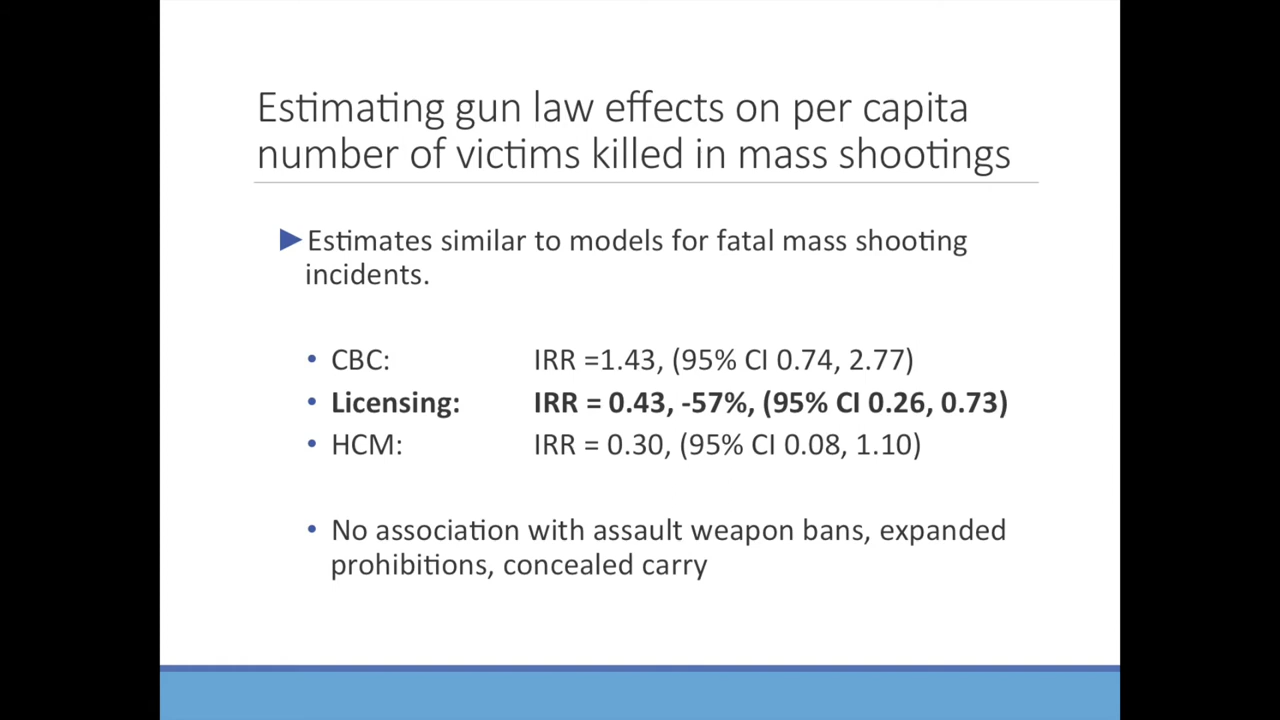 Estimating gun law effects on per capita
number of victims killed in mass shootings
►Estimates similar to models for fatal mass shooting
incidents.
• CBC: IRR =1.43, (95% CI 0.74, 2.77)
• Licensing: IRR = 0.43, -57%, (95% CI 0.26, 0.73)
• HCM: IRR = 0.30, (95% CI 0.08, 1.10)
• No association with assault weapon bans, expanded
prohibitions, concealed carry